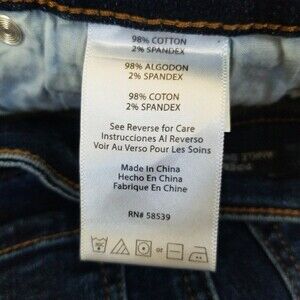 98% COTTON
2% SPANDEX
98% ALGODON
2% SPANDEX
98% COTON
2% SPANDEX
See Reverse for Care
Instrucciones Al Reverso
Voir Au Verso Pour Les Soins
Made In China
Hecho En China
Fabrique En Chine
RN# 58539
or